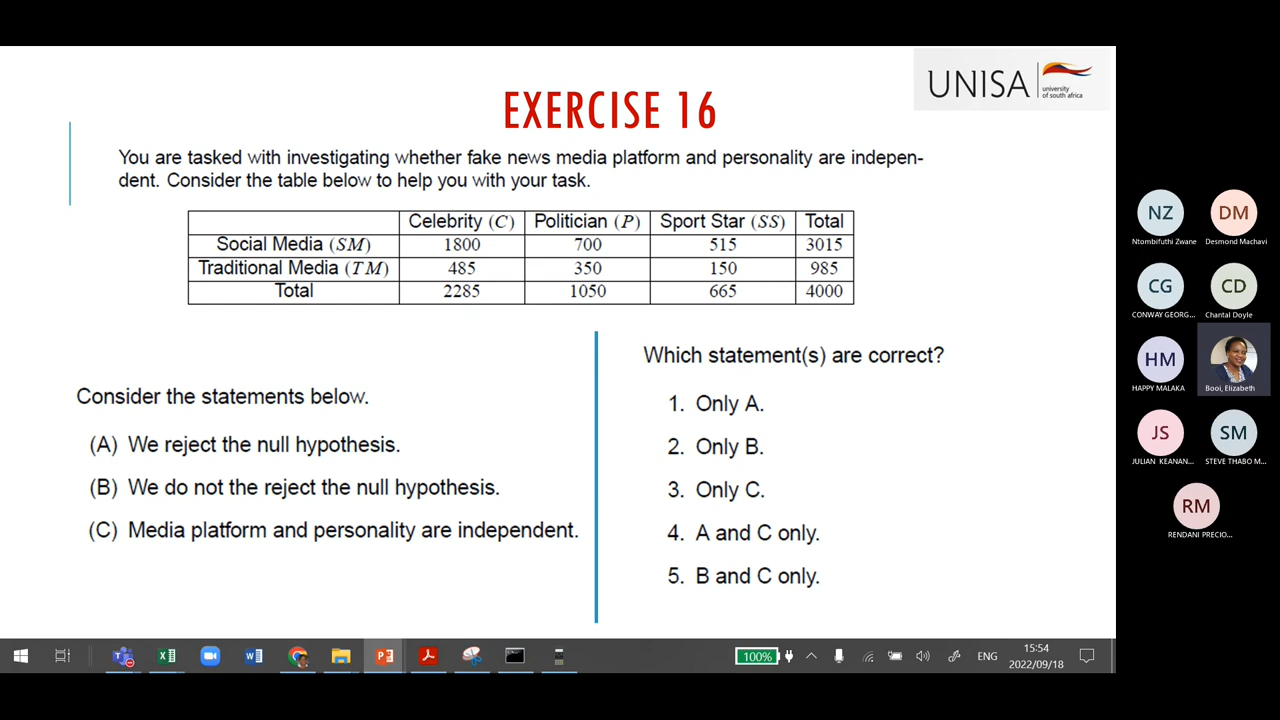 UNISA
university
of south africa
EXERCISE 16
You are tasked with investigating whether fake news media platform and personality are indepen-
dent. Consider the table below to help you with your task.
Celebrity (C) Politician (P) Sport Star (SS) Total
Social Media (SM) 1800 700 515 3015
Traditional Media (TM) 485 350 150 985
Total 2285 1050 665 4000
Consider the statements below.
(A) We reject the null hypothesis.
(B) We do not the reject the null hypothesis.
(C) Media platform and personality are independent.
Which statement(s) are correct?
1. Only A.
2. Only B.
3. Only C.
4. A and C only.
5. B and C only.
NZ DM
Ntombifuthi Zwane Desmond Machavi
CG CD
CONWAY GEORG... Chantal Doyle
HM
HAPPY MALAKA Booi, Elizabeth
JS SM
JULIAN KEANAN... STEVE THABO M...
RM
RENDANI PRECIO...
100% ENG 15:54
2022/09/18